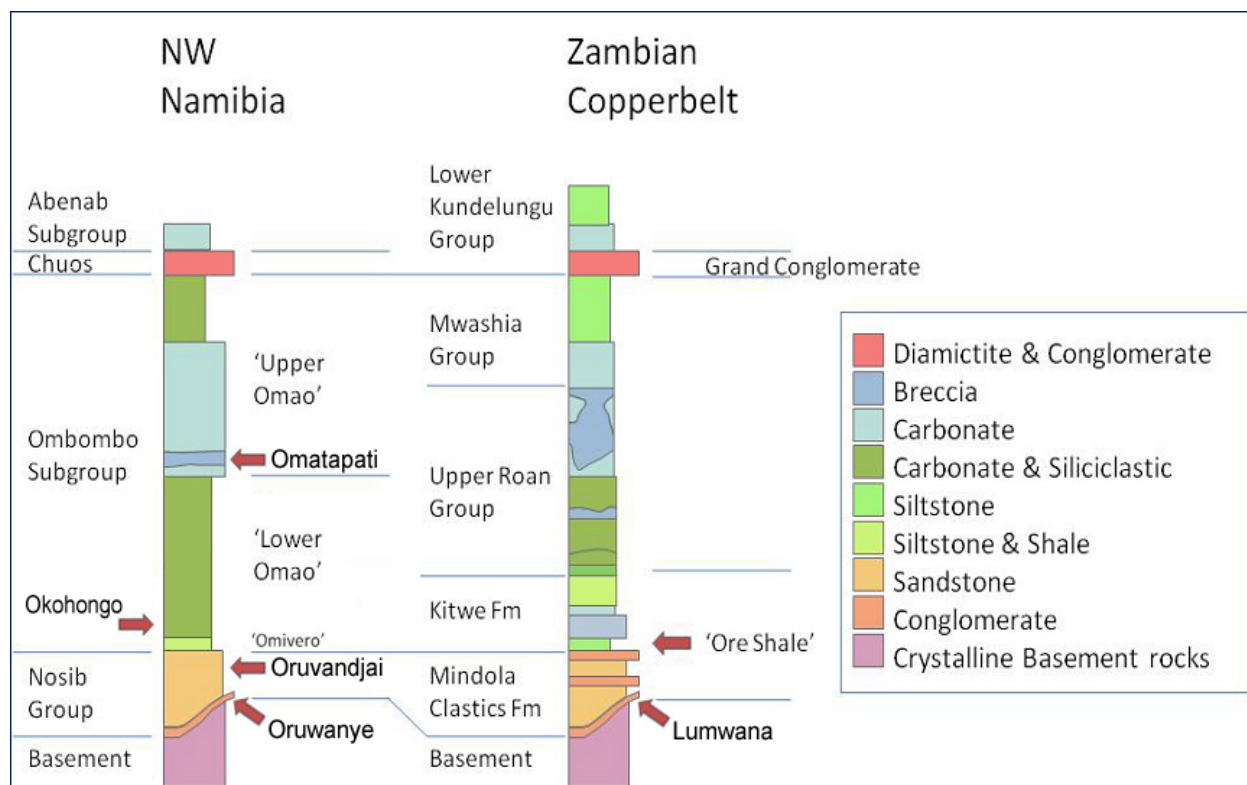 NW
Namibia
Zambian
Copperbelt
Abenab
Subgroup
Chuos
Ombombo
Subgroup
Okohongo
Nosib
Group
Basement
'Upper
Omao'
Omatapati
'Lower
Omao'
'Omivero'
Oruvandjai
Oruwanye
Lower
Kundelungu
Group
Mwashia
Group
Upper Roan
Group
Kitwe Fm
Mindola
Clastics Fm
Basement
Grand Conglomerate
'Ore Shale'
Lumwana
Diamictite & Conglomerate
Breccia
Carbonate
Carbonate & Siliciclastic
Siltstone
Siltstone & Shale
Sandstone
Conglomerate
Crystalline Basement rocks